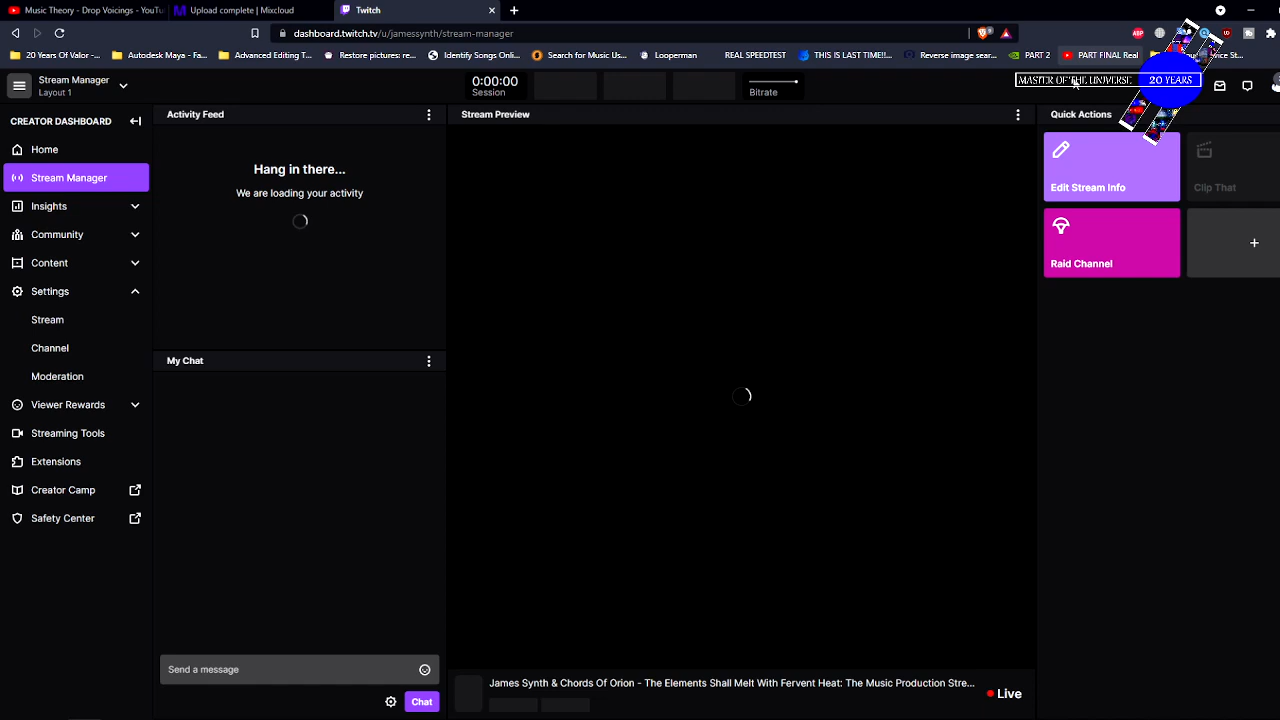 Music Theory - Drop Voicings - YouTu
Upload complete | Mixcloud
Twitch
dashboard.twitch.tv/u/jamessynth/stream-manager
20 Years Of Valor -...
Autodesk Maya - Fa...
Advanced Editing T...
Restore pictures: re...
Identify Songs Onli...
Search for Music Us...
Looperman
REAL SPEEDTEST
THIS IS LAST TIME!!...
Reverse image sear...
PART 2
PART FINAL Real
Stream Manager
Layout 1
0:00:00
Session
Bitrate
MASTER OF THE UNIVERSE
20 YEARS
CREATOR DASHBOARD
Home
Stream Manager
Insights
Community
Content
Settings
Stream
Channel
Moderation
Viewer Rewards
Streaming Tools
Extensions
Creator Camp
Safety Center
Activity Feed
Hang in there...
We are loading your activity
My Chat
Send a message
Chat
Stream Preview
James Synth & Chords Of Orion - The Elements Shall Melt With Fervent Heat: The Music Production Stre...
Live
Quick Actions
Edit Stream Info
Clip That
Raid Channel